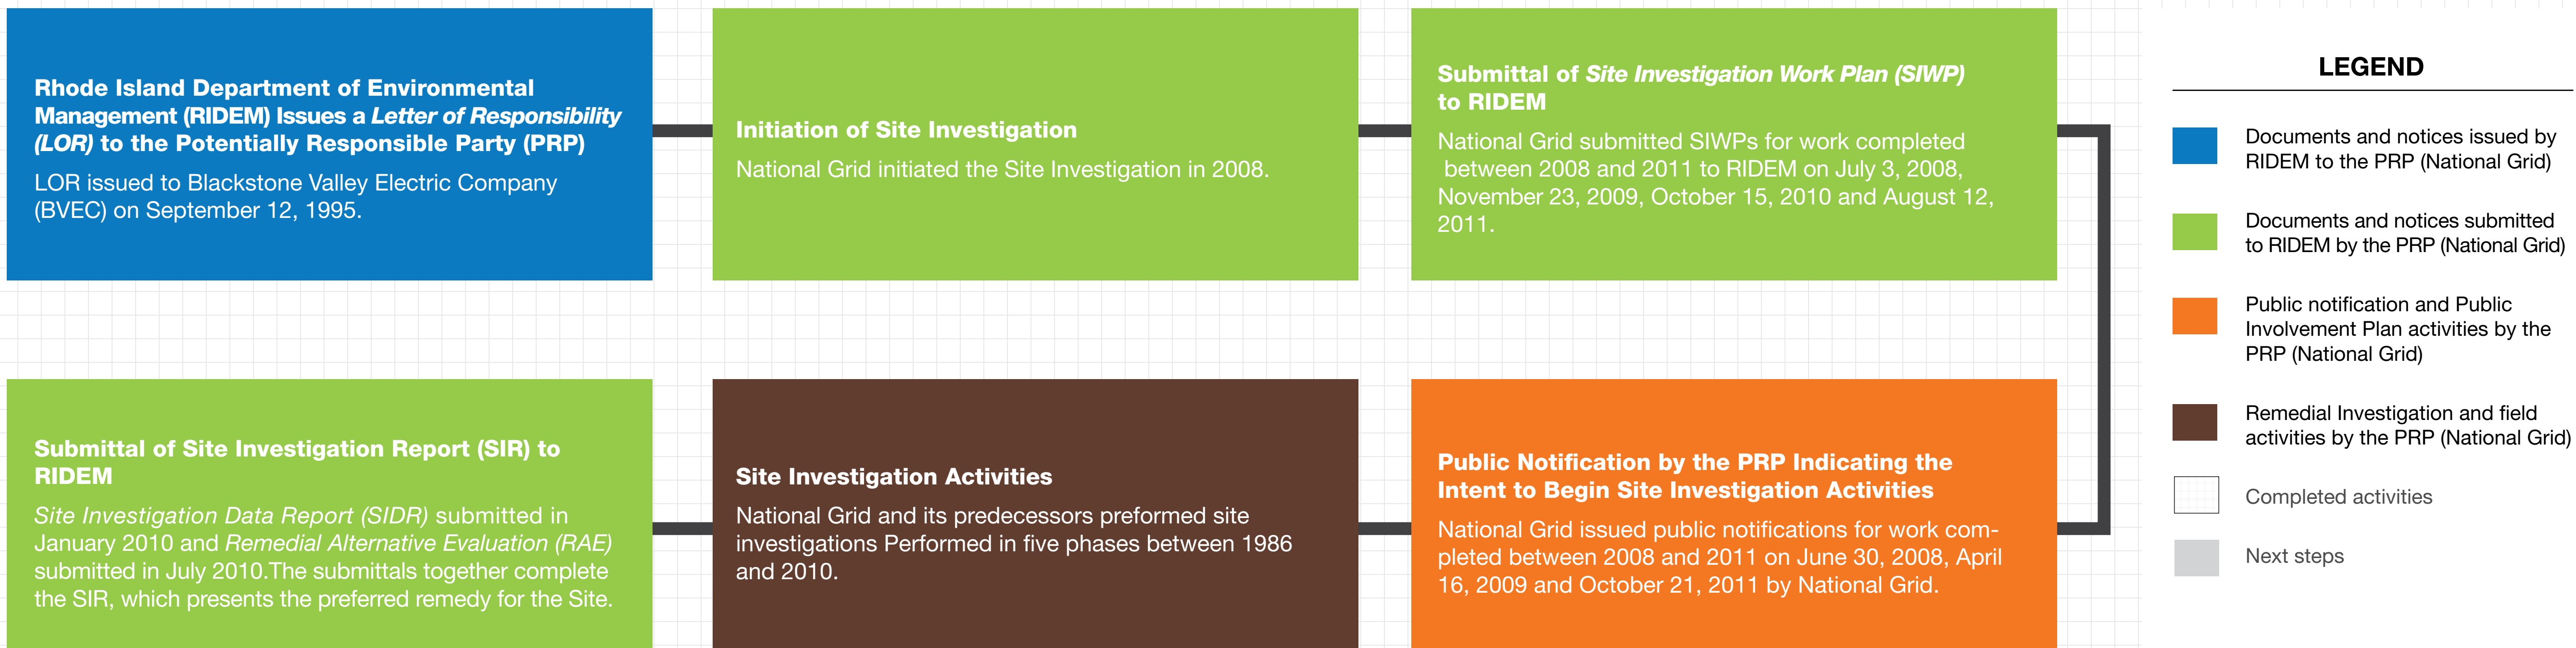 Rhode Island Department of Environmental
Management (RIDEM) Issues a Letter of Responsibility
(LOR) to the Potentially Responsible Party (PRP)
LOR issued to Blackstone Valley Electric Company
(BVEC) on September 12, 1995.
Initiation of Site Investigation
National Grid initiated the Site Investigation in 2008.
Submittal of Site Investigation Work Plan (SIWP)
to RIDEM
National Grid submitted SIWPs for work completed
between 2008 and 2011 to RIDEM on July 3, 2008,
November 23, 2009, October 15, 2010 and August 12,
2011.
Submittal of Site Investigation Report (SIR) to
RIDEM
Site Investigation Data Report (SIDR) submitted in
January 2010 and Remedial Alternative Evaluation (RAE)
submitted in July 2010.The submittals together complete
the SIR, which presents the preferred remedy for the Site.
Site Investigation Activities
National Grid and its predecessors preformed site
investigations Performed in five phases between 1986
and 2010.
Public Notification by the PRP Indicating the
Intent to Begin Site Investigation Activities
National Grid issued public notifications for work com-
pleted between 2008 and 2011 on June 30, 2008, April
16, 2009 and October 21, 2011 by National Grid.
LEGEND
Documents and notices issued by
RIDEM to the PRP (National Grid)
Documents and notices submitted
to RIDEM by the PRP (National Grid)
Public notification and Public
Involvement Plan activities by the
PRP (National Grid)
Remedial Investigation and field
activities by the PRP (National Grid)
Completed activities
Next steps